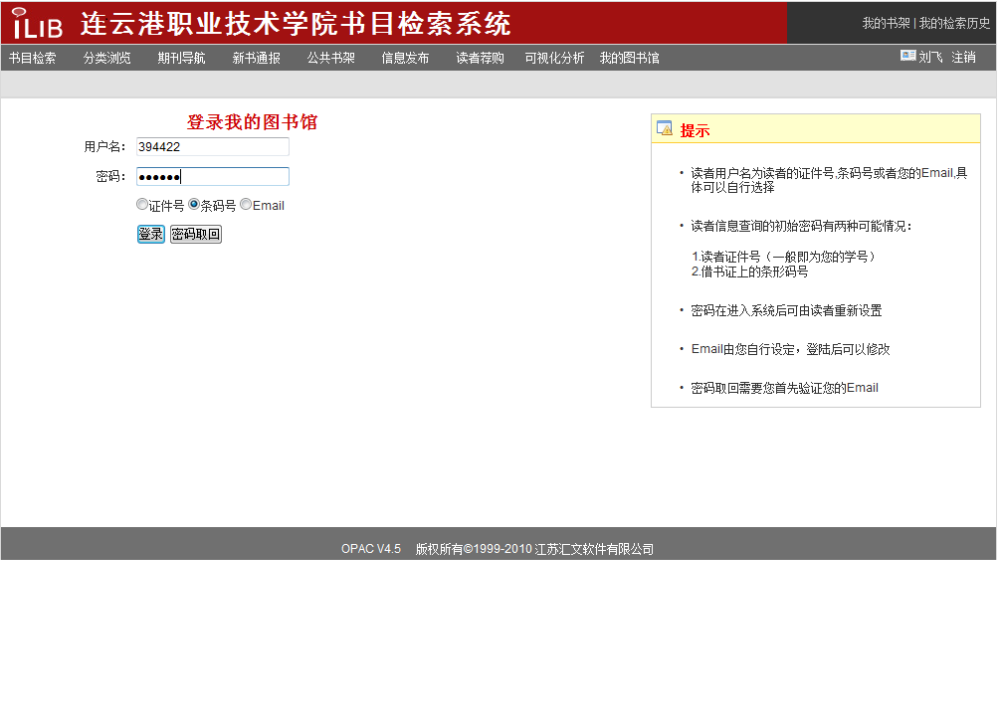 iLIB 连云港职业技术学院书目检索系统
我的书架 | 我的检索历史
书目检索 分类浏览 期刊导航 新书通报 公共书架 信息发布 读者荐购 可视化分析 我的图书馆 刘飞 注销
登录我的图书馆
用户名： 394422
密码： ●●●●●●
证件号 条码号 Email
登录 密码取回
提示
• 读者用户名为读者的证件号,条码号或者您的Email,具
体可以自行选择
• 读者信息查询的初始密码有两种可能情况：
1.读者证件号（一般即为您的学号）
2.借书证上的条形码号
• 密码在进入系统后可由读者重新设置
• Email由您自行设定，登陆后可以修改
• 密码取回需要您首先验证您的Email
OPAC V4.5 版权所有©1999-2010 江苏汇文软件有限公司